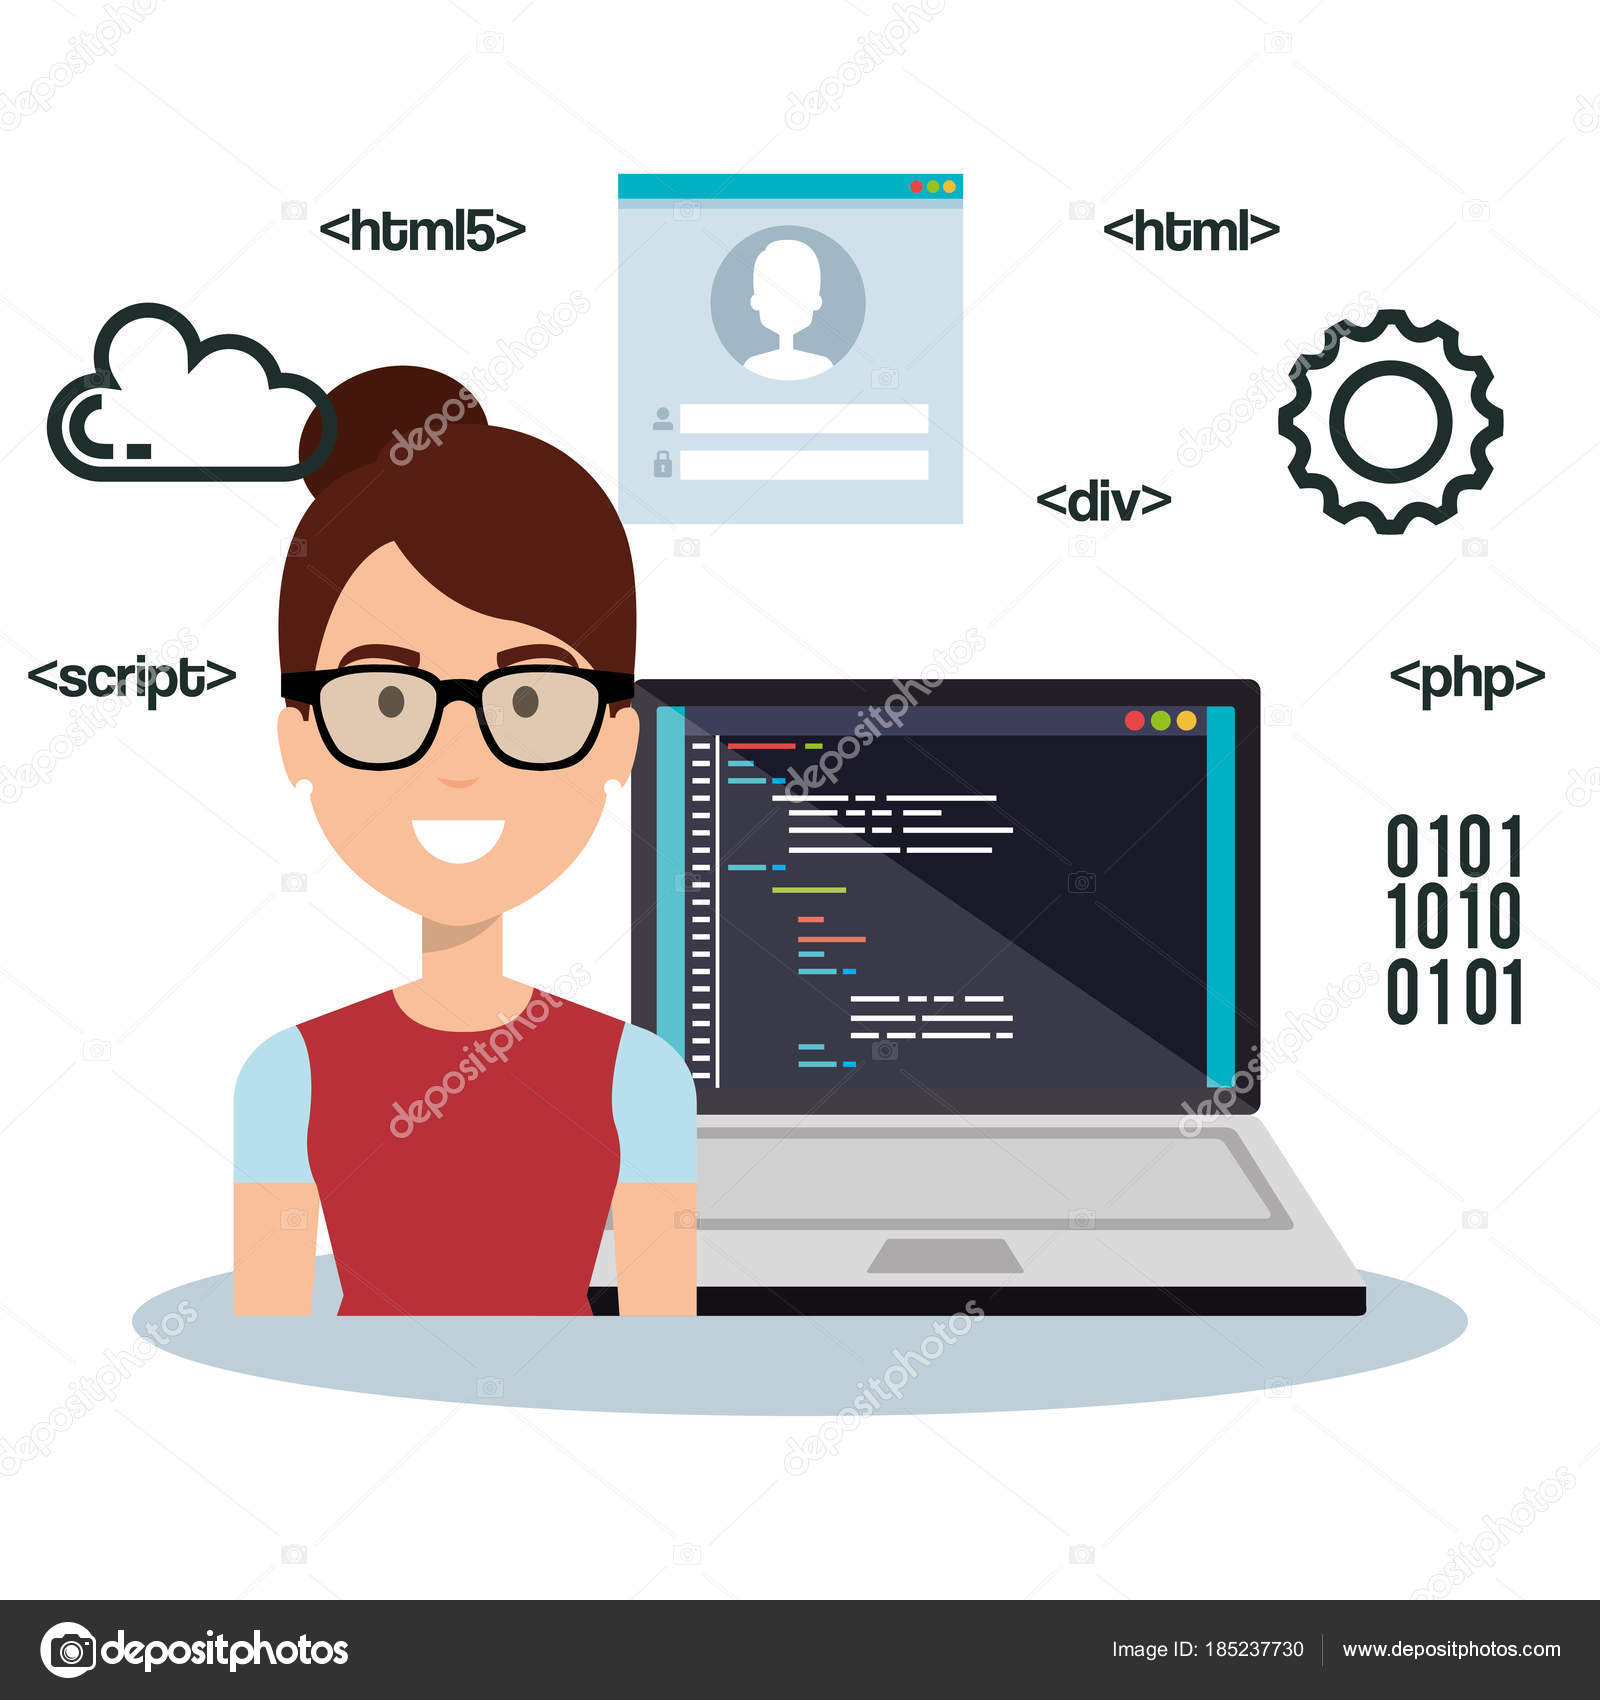 <html5>
<html>
<div>
<script>
<php>
0101
1010
0101
depositphotos
Image ID: 185237730
www.depositphotos.com